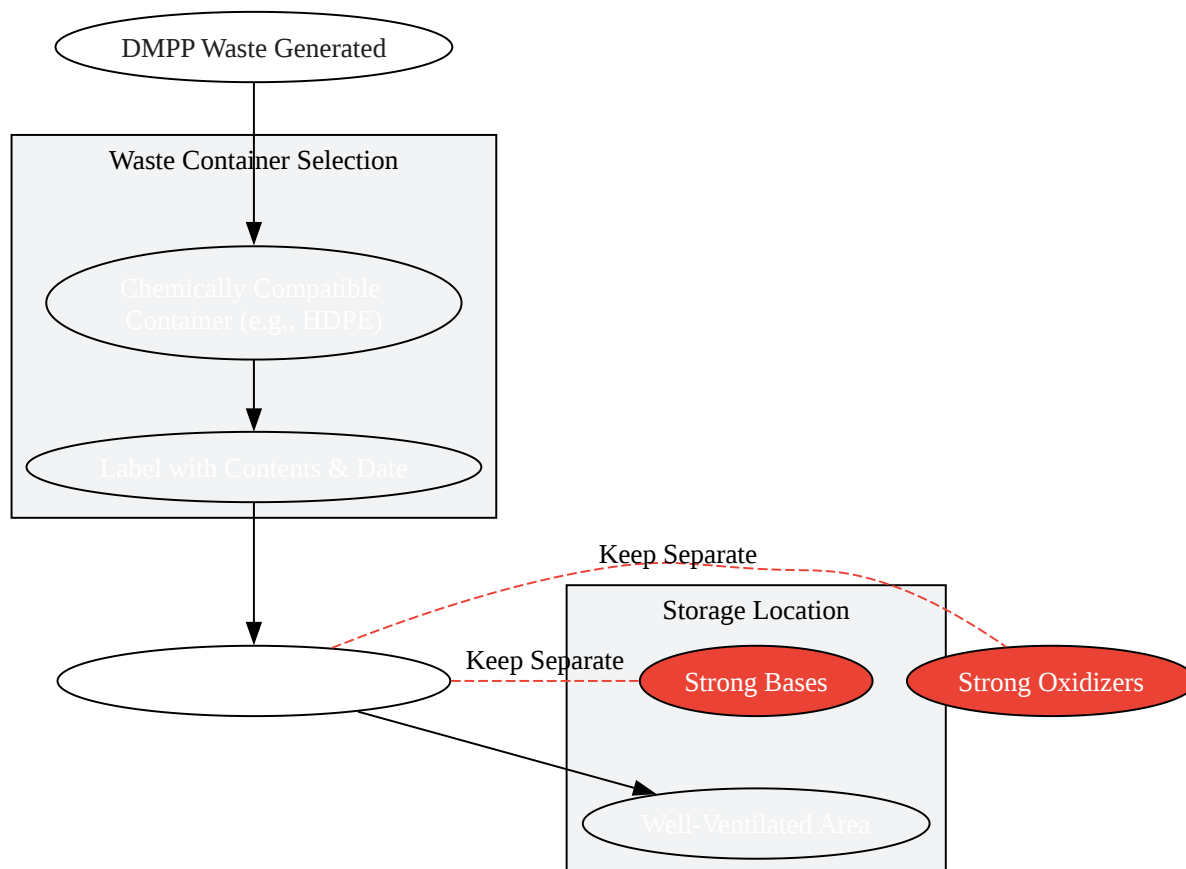 DMPP Waste Generated
Waste Container Selection
Chemically Compatible
Container (e.g., HDPE)
Label with Contents & Date
Keep Separate
Storage Location
Keep Separate
Strong Bases
Strong Oxidizers
Well-Ventilated Area